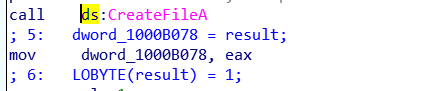 call    ds:CreateFileA
; 5:   dword_1000B078 = result;
mov     dword_1000B078, eax
; 6:   LOBYTE(result) = 1;